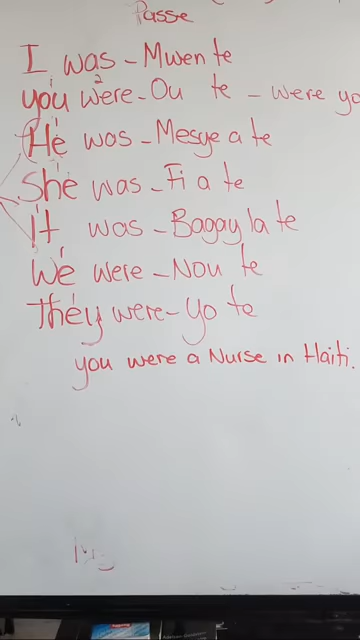 Passe
I was - Mwen te
you were - Ou te - were yo
He was - Mesye a te
She was - Fi a te
It was - Bagay la te
We were - Nou te
They were - Yo te
you were a Nurse in Haiti.